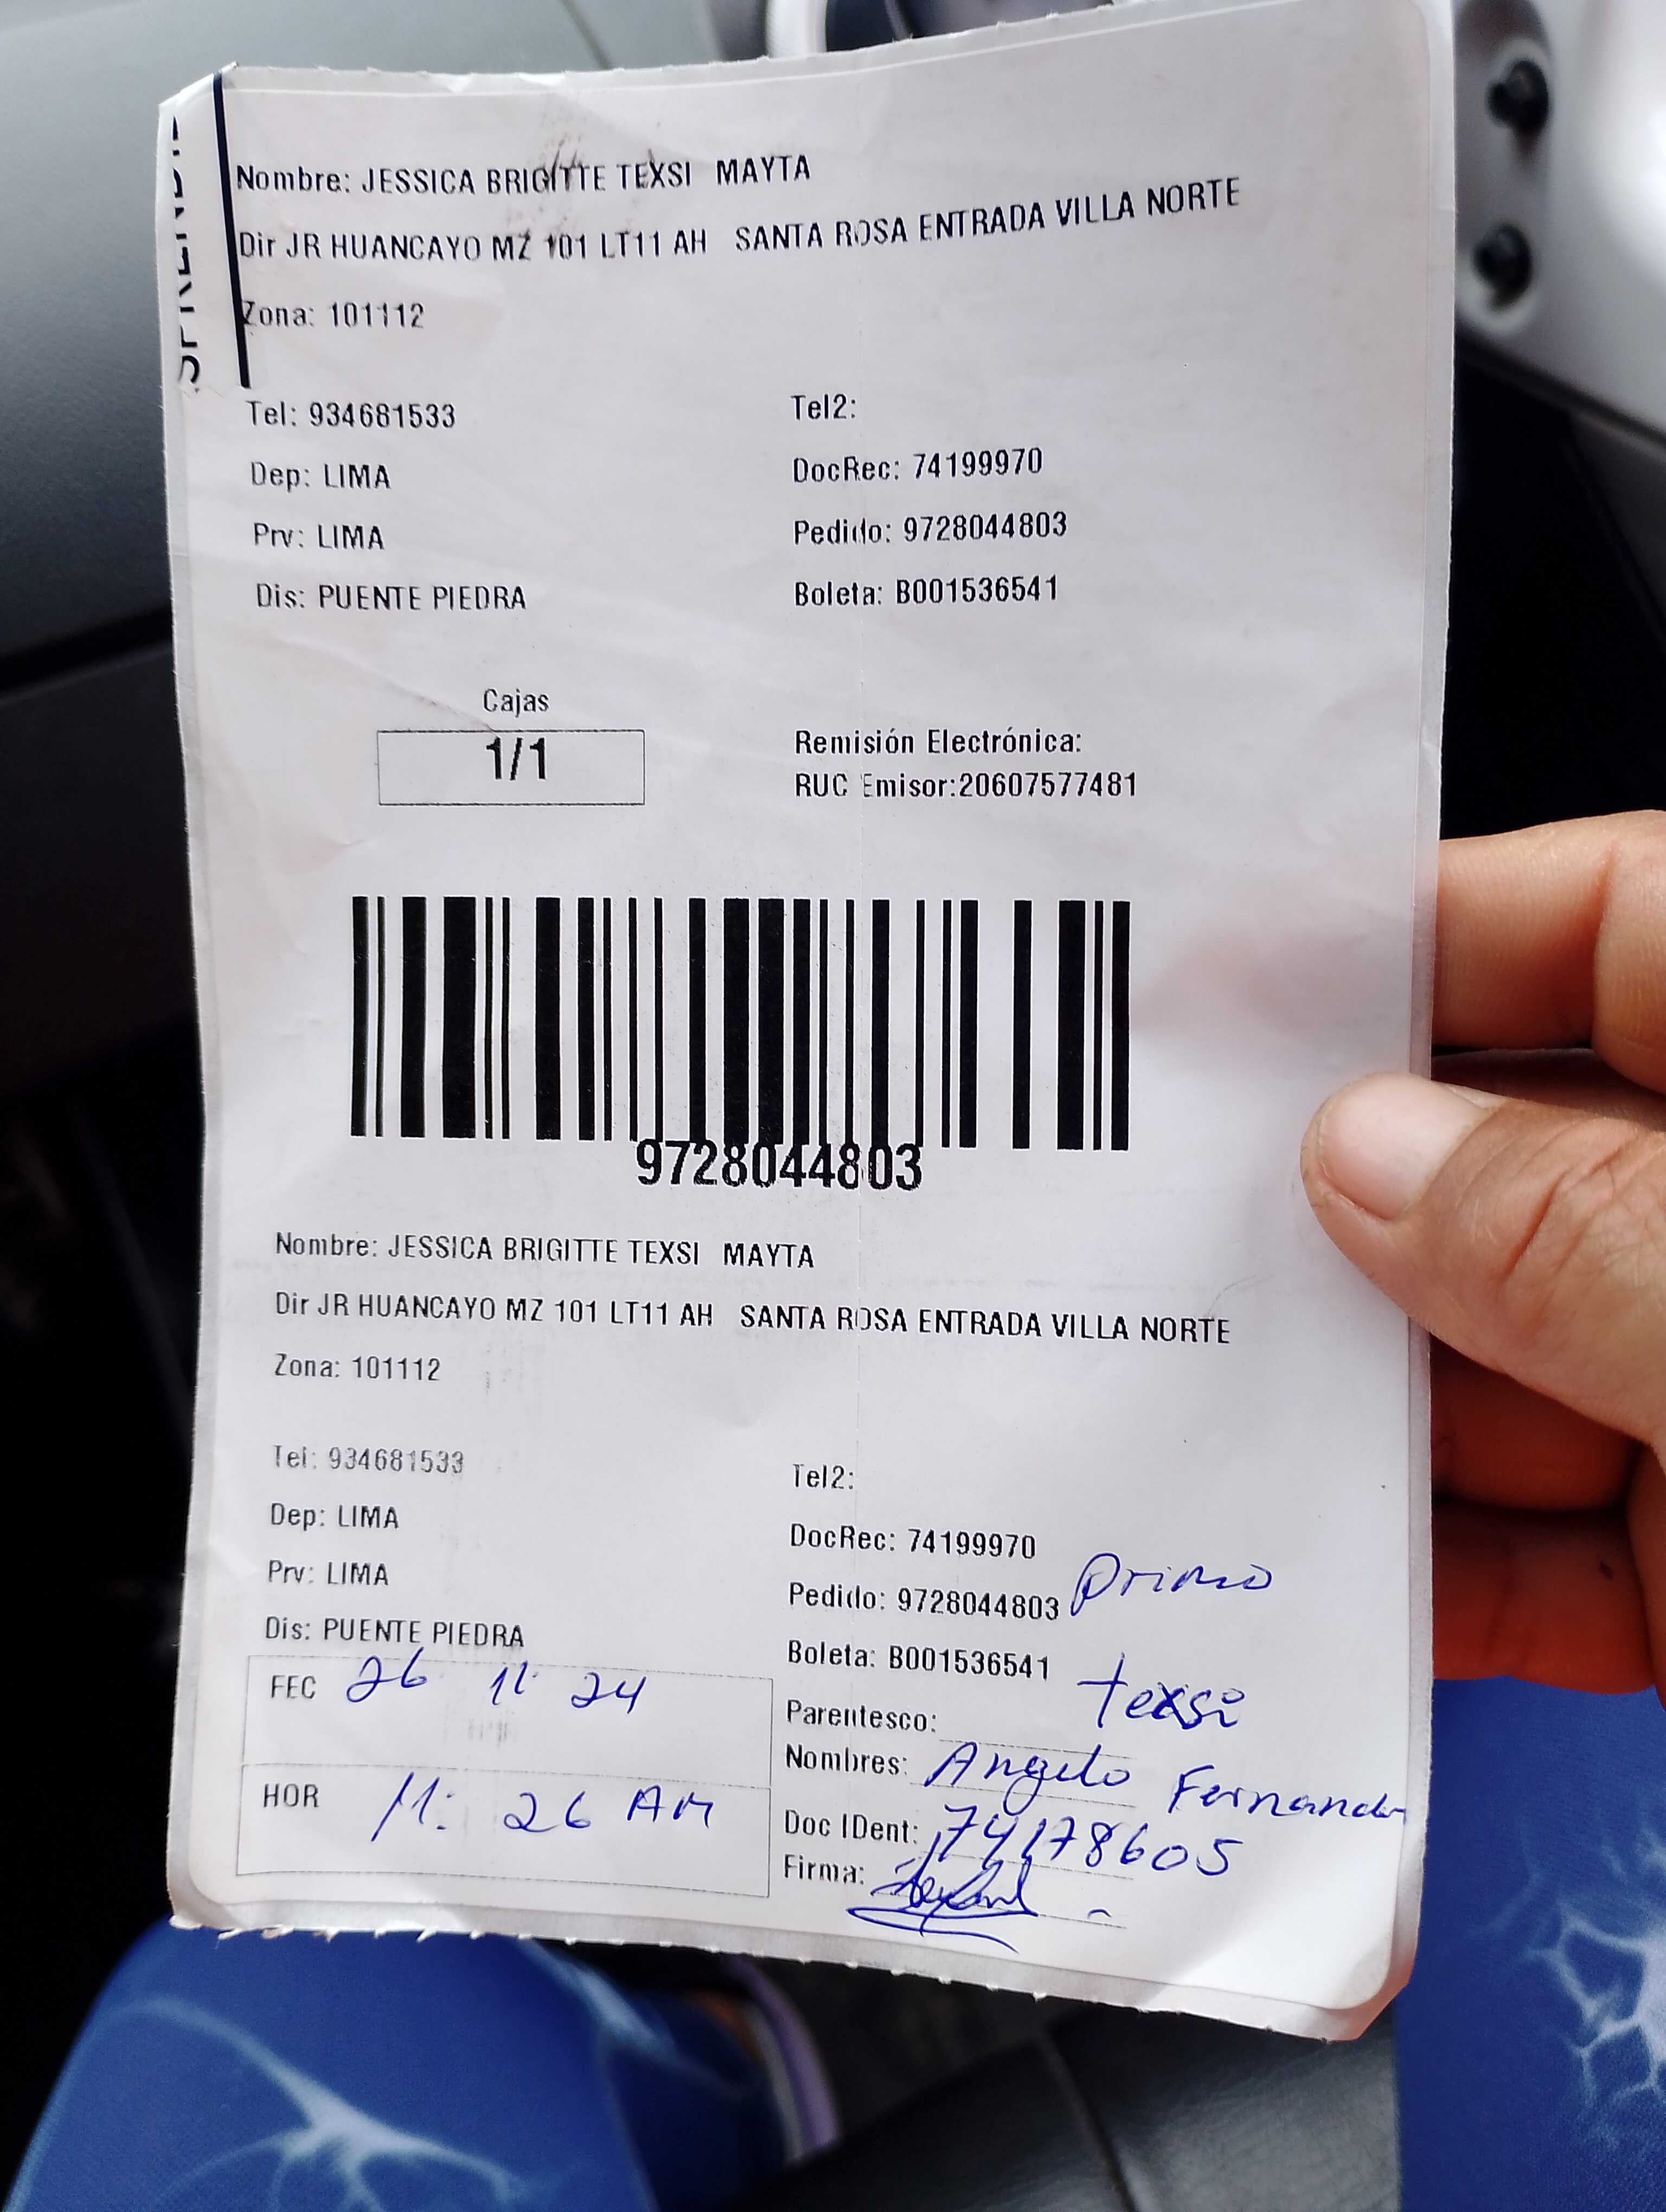 Nombre: JESSICA BRIGITTE TEXSI MAYTA
Dir JR HUANCAYO MZ 101 LT11 AH SANTA ROSA ENTRADA VILLA NORTE
Zona: 101112
Tel: 934681533
Tel2:
Dep: LIMA
DocRec: 74199970
Prv: LIMA
Pedido: 9728044803
Dis: PUENTE PIEDRA
Boleta: B001536541
Cajas
1/1
Remisión Electrónica:
RUC Emisor:20607577481
9728044803
Nombre: JESSICA BRIGITTE TEXSI MAYTA
Dir JR HUANCAYO MZ 101 LT11 AH SANTA ROSA ENTRADA VILLA NORTE
Zona: 101112
Tel: 934681533
Tel2:
Dep: LIMA
DocRec: 74199970
Prv: LIMA
Pedido: 9728044803 Primo
Dis: PUENTE PIEDRA
Boleta: B001536541
FEC 26 11 24
Parentesco: texsi
Nombres: Angelo Fernando
HOR 11: 26 AM
Doc IDent: 74178605
Firma: